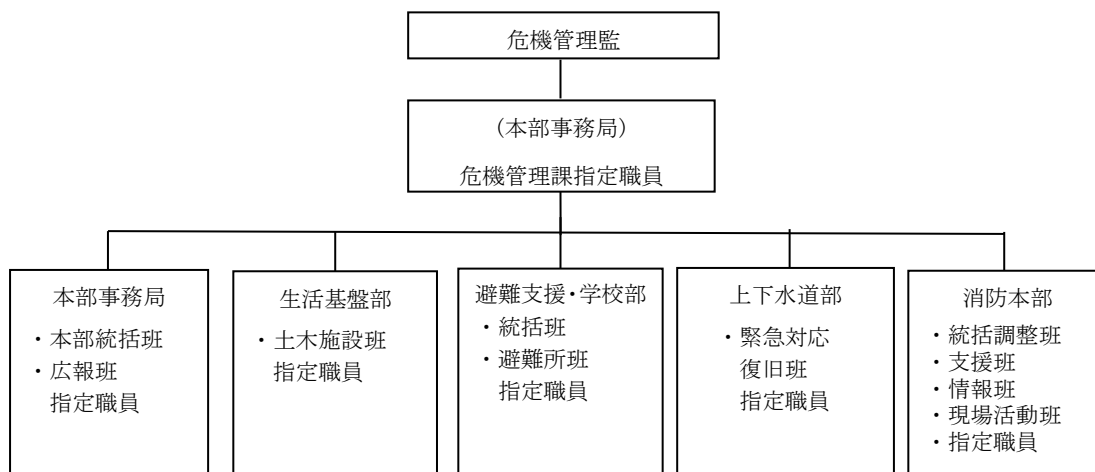 危機管理監
（本部事務局）
危機管理課指定職員
本部事務局
・本部統括班
・広報班
指定職員
生活基盤部
・土木施設班
指定職員
避難支援・学校部
・統括班
・避難所班
指定職員
上下水道部
・緊急対応
復旧班
指定職員
消防本部
・統括調整班
・支援班
・情報班
・現場活動班
・指定職員